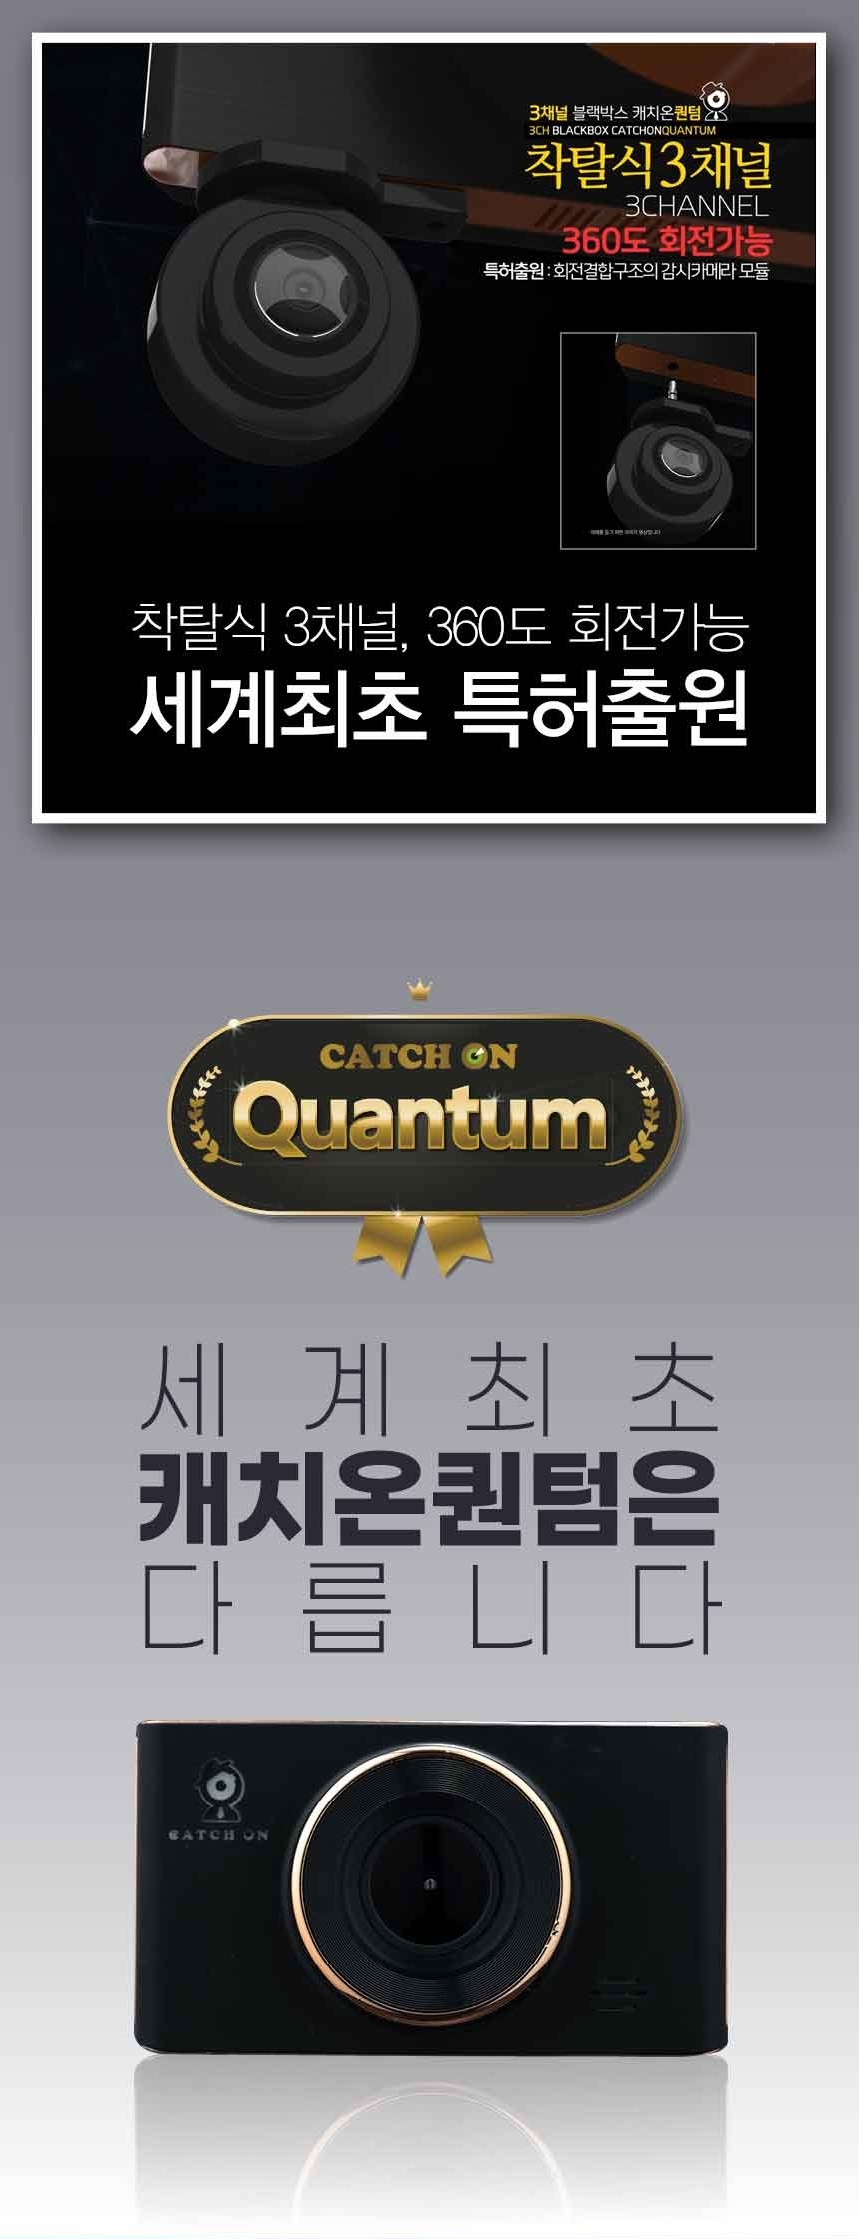 3채널 블랙박스 캐치온퀀텀
3CH BLACKBOX CATCHONQUANTUM
착탈식3채널
3CHANNEL
360도 회전가능
특허출원 : 회전결합구조의 감시카메라 모듈
착탈식 3채널, 360도 회전가능
세계최초 특허출원
CATCH ON
Quantum
세계최초
캐치온퀀텀은
다릅니다
CATCH ON